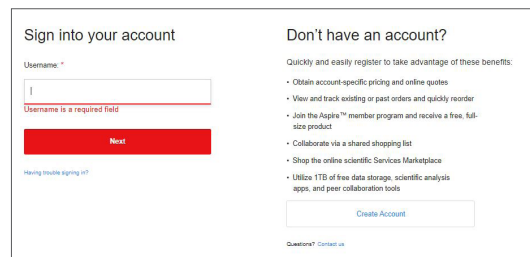 Sign into your account
Username: *
Username is a required field
Next
Having trouble signing in?
Don't have an account?
Quickly and easily register to take advantage of these benefits:
• Obtain account-specific pricing and online quotes
• View and track existing or past orders and quickly reorder
• Join the Aspire™ member program and receive a free, full-
size product
• Collaborate via a shared shopping list
• Shop the online scientific Services Marketplace
• Utilize 1TB of free data storage, scientific analysis
apps, and peer collaboration tools
Create Account
Questions? Contact us